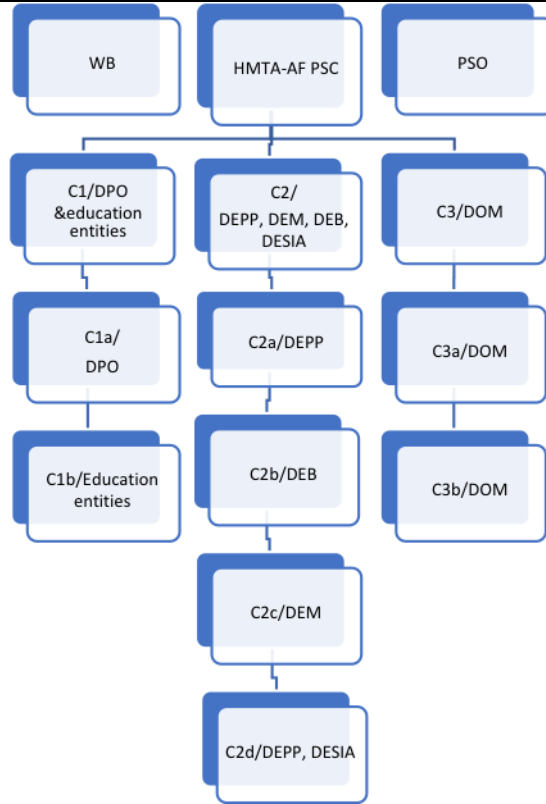 WB
HMTA-AF PSC
PSO
C1/DPO
&education
entities
C2/
DEPP, DEM, DEB,
DESIA
C3/DOM
C1a/
DPO
C2a/DEPP
C3a/DOM
C1b/Education
entities
C2b/DEB
C3b/DOM
C2c/DEM
C2d/DEPP, DESIA